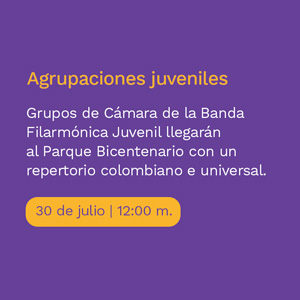 Agrupaciones juveniles
Grupos de Cámara de la Banda
Filarmónica Juvenil llegarán
al Parque Bicentenario con un
repertorio colombiano e universal.
30 de julio | 12:00 m.